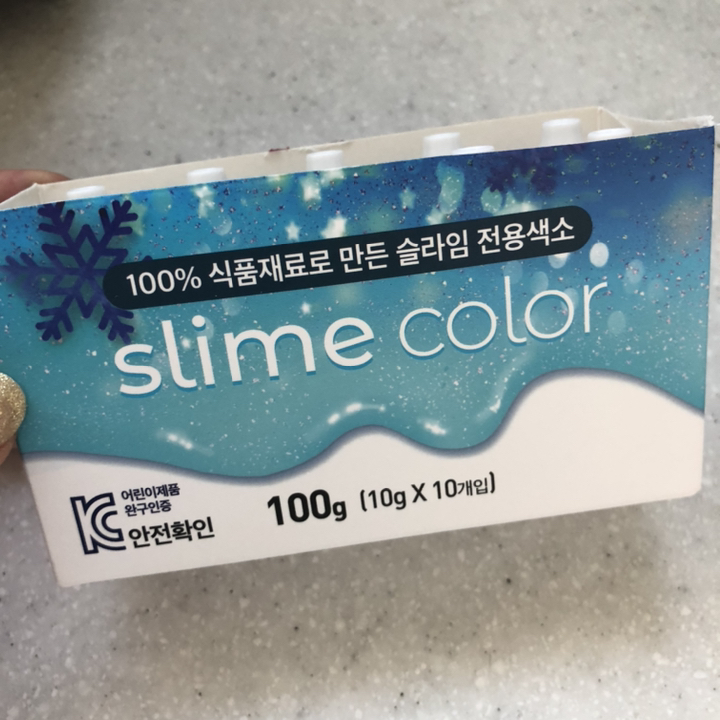 100% 식품재료로 만든 슬라임 전용색소
slime color
KC
어린이제품
완구인증
안전확인
100g (10g X 10개입)